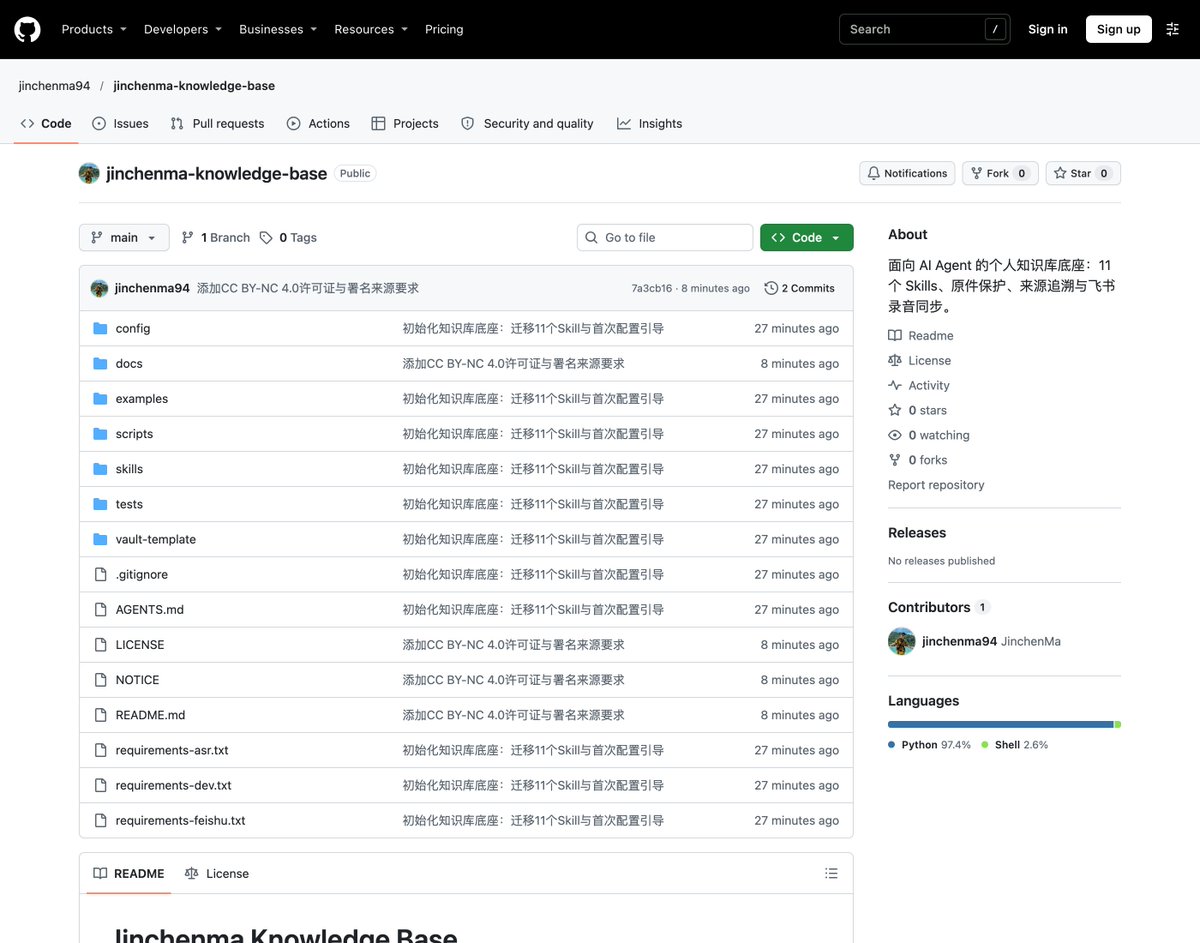 Products Developers Businesses Resources Pricing Search / Sign in Sign up
jinchenma94 / jinchenma-knowledge-base
Code Issues Pull requests Actions Projects Security and quality Insights
jinchenma-knowledge-base Public Notifications Fork 0 Star 0
main 1 Branch 0 Tags Go to file Code
jinchenma94 添加CC BY-NC 4.0许可证与署名来源要求 7a3cb16 · 8 minutes ago 2 Commits
config 初始化知识库底座：迁移11个Skill与首次配置引导 27 minutes ago
docs 添加CC BY-NC 4.0许可证与署名来源要求 8 minutes ago
examples 初始化知识库底座：迁移11个Skill与首次配置引导 27 minutes ago
scripts 初始化知识库底座：迁移11个Skill与首次配置引导 27 minutes ago
skills 初始化知识库底座：迁移11个Skill与首次配置引导 27 minutes ago
tests 初始化知识库底座：迁移11个Skill与首次配置引导 27 minutes ago
vault-template 初始化知识库底座：迁移11个Skill与首次配置引导 27 minutes ago
.gitignore 初始化知识库底座：迁移11个Skill与首次配置引导 27 minutes ago
AGENTS.md 初始化知识库底座：迁移11个Skill与首次配置引导 27 minutes ago
LICENSE 添加CC BY-NC 4.0许可证与署名来源要求 8 minutes ago
NOTICE 添加CC BY-NC 4.0许可证与署名来源要求 8 minutes ago
README.md 添加CC BY-NC 4.0许可证与署名来源要求 8 minutes ago
requirements-asr.txt 初始化知识库底座：迁移11个Skill与首次配置引导 27 minutes ago
requirements-dev.txt 初始化知识库底座：迁移11个Skill与首次配置引导 27 minutes ago
requirements-feishu.txt 初始化知识库底座：迁移11个Skill与首次配置引导 27 minutes ago
README License
Jinchenma Knowledge Base
About
面向 AI Agent 的个人知识库底座：11
个 Skills、原件保护、来源追溯与飞书
录音同步。
Readme
License
Activity
0 stars
0 watching
0 forks
Report repository
Releases
No releases published
Contributors 1
jinchenma94 JinchenMa
Languages
Python 97.4% Shell 2.6%